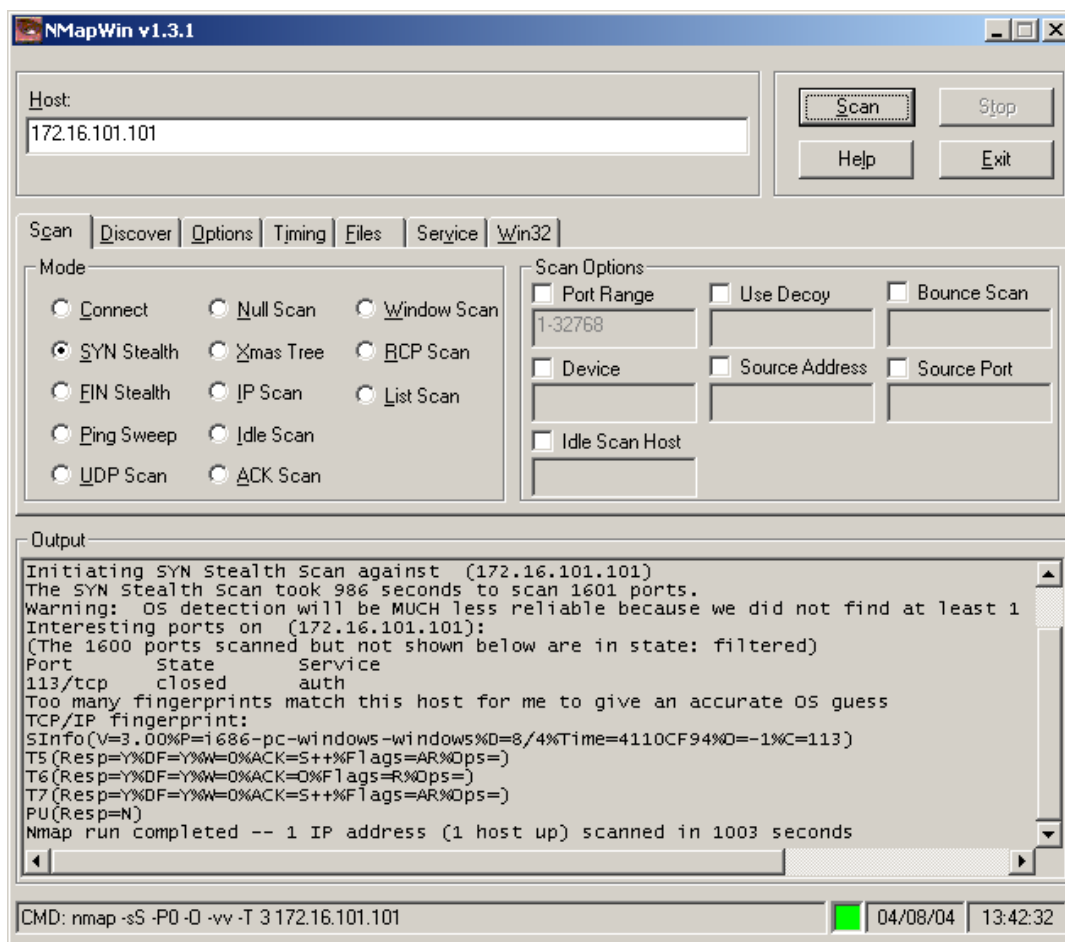 NMapWin v1.3.1
Host:
172.16.101.101
Scan Stop
Help Exit
Scan Discover Options Timing Files Service Win32
Mode
Connect Null Scan Window Scan
SYN Stealth Xmas Tree RCP Scan
FIN Stealth IP Scan List Scan
Ping Sweep Idle Scan
UDP Scan ACK Scan
Scan Options
Port Range Use Decoy Bounce Scan
1-32768
Device Source Address Source Port
Idle Scan Host
Output
Initiating SYN Stealth Scan against (172.16.101.101)
The SYN Stealth Scan took 986 seconds to scan 1601 ports.
Warning: OS detection will be MUCH less reliable because we did not find at least 1
Interesting ports on (172.16.101.101):
(The 1600 ports scanned but not shown below are in state: filtered)
Port State Service
113/tcp closed auth
Too many fingerprints match this host for me to give an accurate OS guess
TCP/IP fingerprint:
SInfo(V=3.00%P=i686-pc-windows-windows%D=8/4%Time=4110CF94%O=-1%C=113)
T5(Resp=Y%DF=Y%W=0%ACK=S++%Flags=AR%Ops=)
T6(Resp=Y%DF=Y%W=0%ACK=O%Flags=R%Ops=)
T7(Resp=Y%DF=Y%W=0%ACK=S++%Flags=AR%Ops=)
PU(Resp=N)
Nmap run completed -- 1 IP address (1 host up) scanned in 1003 seconds
CMD: nmap -sS -P0 -O -vv -T 3 172.16.101.101 04/08/04 13:42:32